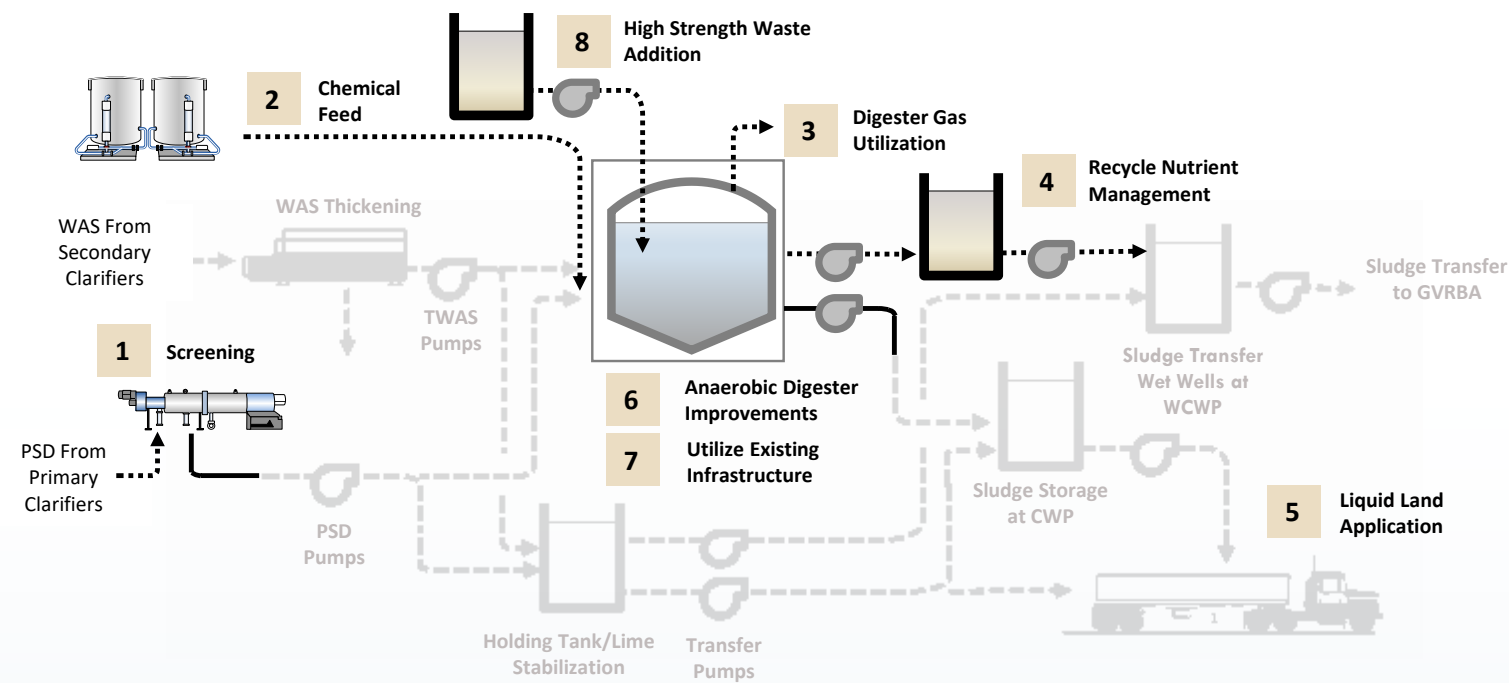 8
High Strength Waste
Addition
2
Chemical
Feed
3
Digester Gas
Utilization
4
Recycle Nutrient
Management
WAS Thickening
WAS From
Secondary
Clarifiers
TWAS
Pumps
Sludge Transfer
to GVRBA
1
Screening
Sludge Transfer
Wet Wells at
WCWP
6
Anaerobic Digester
Improvements
7
Utilize Existing
Infrastructure
PSD From
Primary
Clarifiers
Sludge Storage
at CWP
5
Liquid Land
Application
PSD
Pumps
1
Holding Tank/Lime
Stabilization
Transfer
Pumps